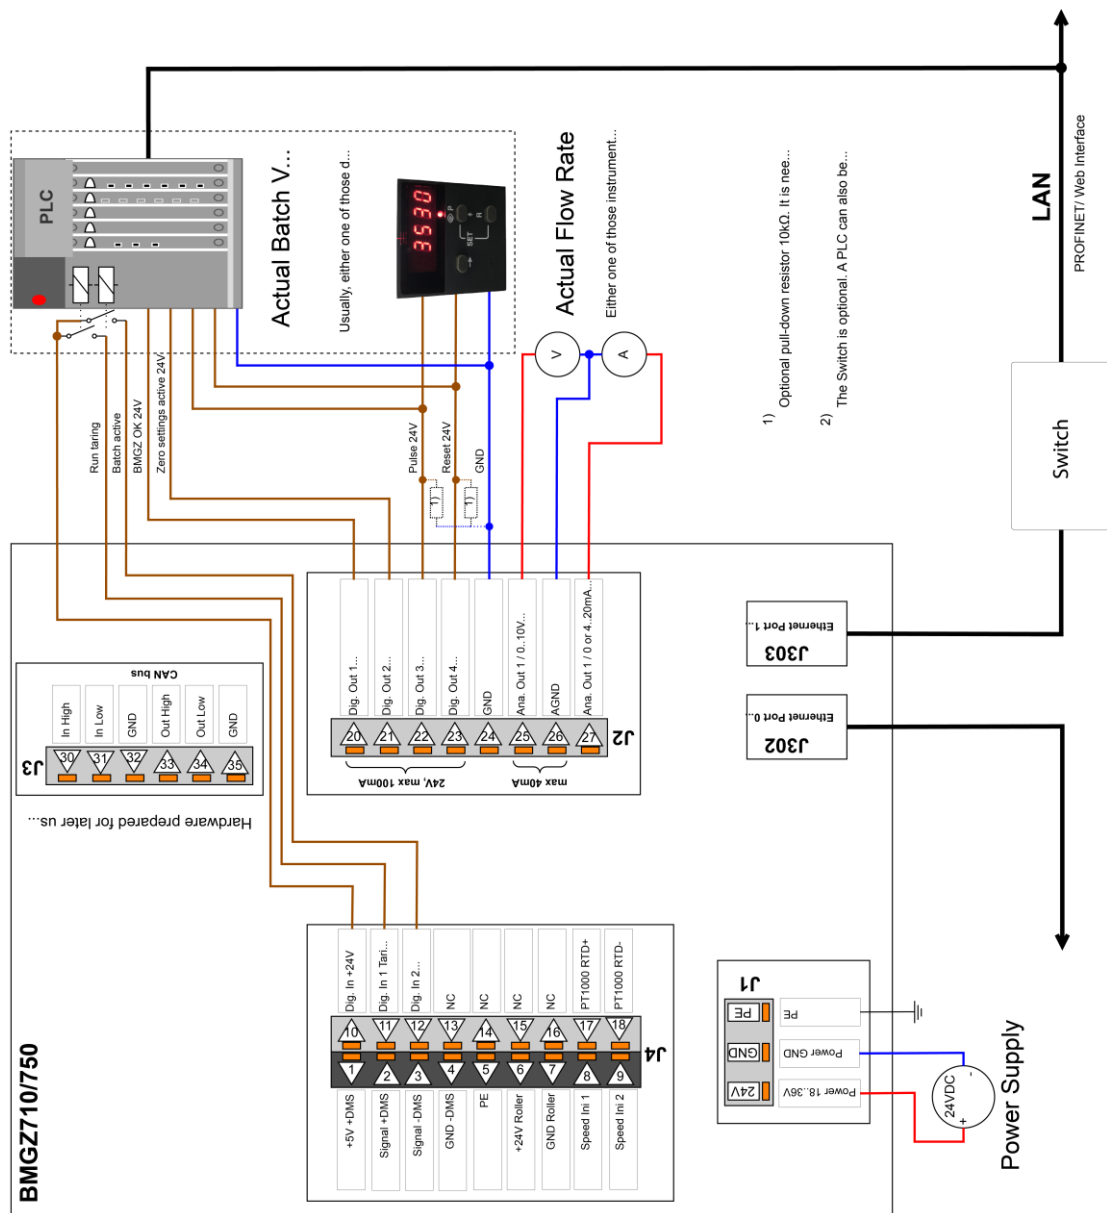 PLC
Actual Batch V...
Usually, either one of those d...
3530
P
+
R
SET
Actual Flow Rate
Either one of those instrument...
V
A
1) Optional pull-down resistor 10kΩ. It is nee...
2) The Switch is optional. A PLC can also be...
LAN
PROFINET/ Web Interface
Switch
Run taring
Batch active
BMGZ OK 24V
Zero settings active 24V
Pulse 24V
Reset 24V
GND
1)
1)
BMGZ710/750
J3
CAN bus
In High
In Low
GND
Out High
Out Low
GND
30
31
32
33
34
35
Hardware prepared for later us...
J2
Dig. Out 1...
Dig. Out 2...
Dig. Out 3...
Dig. Out 4...
GND
Ana. Out 1 / 0..10V...
AGND
Ana. Out 1 / 0 or 4..20mA...
20
21
22
23
24
25
26
27
24V, max 100mA
max 40mA
J303
Ethernet Port 1...
J302
Ethernet Port 0...
J4
Dig. In +24V
Dig. In 1 Tari...
Dig. In 2...
NC
NC
NC
NC
PT1000 RTD+
PT1000 RTD-
10
11
12
13
14
15
16
17
18
1
2
3
4
5
6
7
8
9
+5V +DMS
Signal +DMS
Signal -DMS
GND -DMS
PE
+24V Roller
GND Roller
Speed Ini 1
Speed Ini 2
J1
PE
GND
24V
PE
Power GND
Power 18..36V
24VDC
+
-
Power Supply